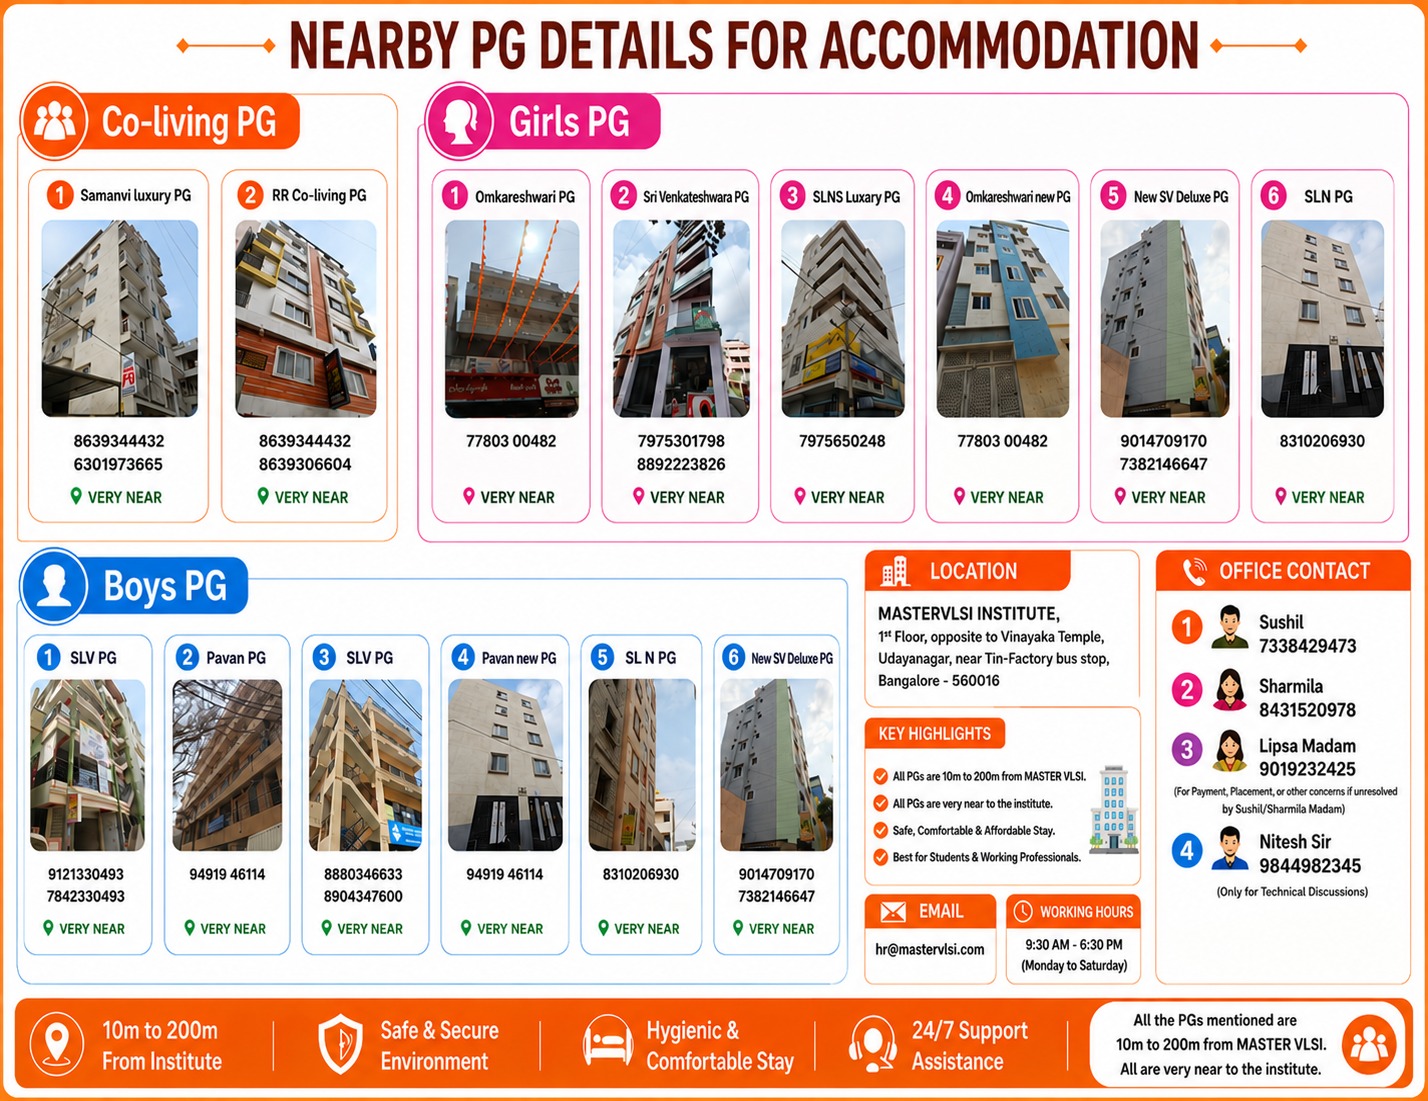 NEARBY PG DETAILS FOR ACCOMMODATION
Co-living PG
1 Samanvi luxury PG
8639344432
6301973665
VERY NEAR
2 RR Co-living PG
8639344432
8639306604
VERY NEAR
Girls PG
1 Omkareshwari PG
77803 00482
VERY NEAR
2 Sri Venkateshwara PG
7975301798
8892223826
VERY NEAR
3 SLNS Luxary PG
7975650248
VERY NEAR
4 Omkareshwari new PG
77803 00482
VERY NEAR
5 New SV Deluxe PG
9014709170
7382146647
VERY NEAR
6 SLN PG
8310206930
VERY NEAR
Boys PG
1 SLV PG
9121330493
7842330493
VERY NEAR
2 Pavan PG
94919 46114
VERY NEAR
3 SLV PG
8880346633
8904347600
VERY NEAR
4 Pavan new PG
94919 46114
VERY NEAR
5 SL N PG
8310206930
VERY NEAR
6 New SV Deluxe PG
9014709170
7382146647
VERY NEAR
LOCATION
MASTERVLSI INSTITUTE,
1st Floor, opposite to Vinayaka Temple,
Udayanagar, near Tin-Factory bus stop,
Bangalore - 560016
KEY HIGHLIGHTS
All PGs are 10m to 200m from MASTER VLSI.
All PGs are very near to the institute.
Safe, Comfortable & Affordable Stay.
Best for Students & Working Professionals.
EMAIL
hr@mastervlsi.com
WORKING HOURS
9:30 AM - 6:30 PM
(Monday to Saturday)
OFFICE CONTACT
1 Sushil
7338429473
2 Sharmila
8431520978
3 Lipsa Madam
9019232425
(For Payment, Placement, or other concerns if unresolved
by Sushil/Sharmila Madam)
4 Nitesh Sir
9844982345
(Only for Technical Discussions)
10m to 200m
From Institute
Safe & Secure
Environment
Hygienic &
Comfortable Stay
24/7 Support
Assistance
All the PGs mentioned are
10m to 200m from MASTER VLSI.
All are very near to the institute.